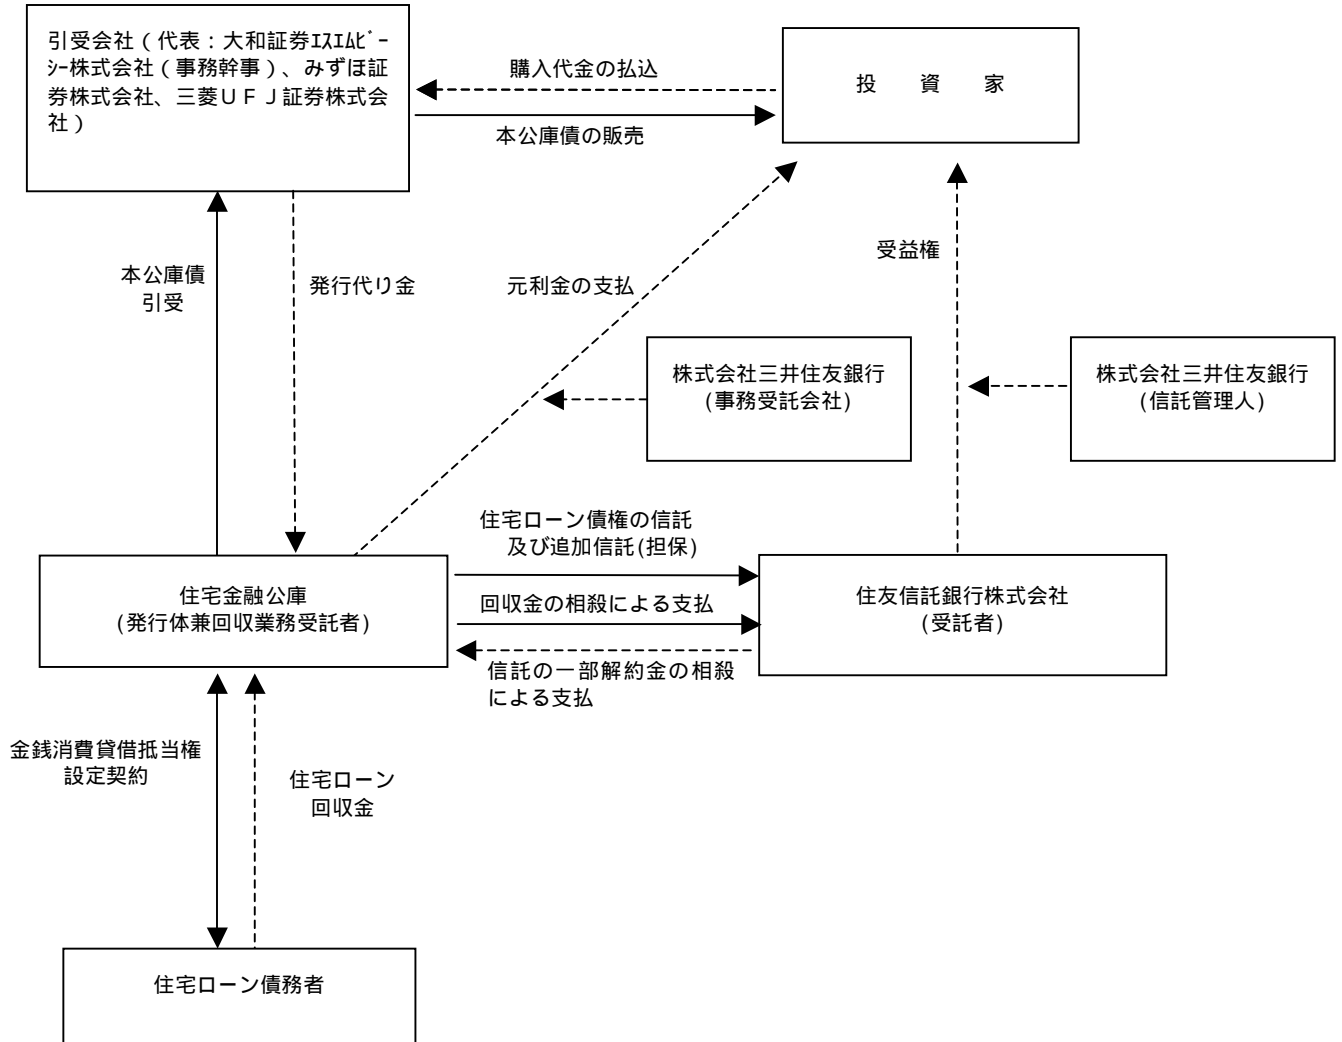 引受会社（代表：大和証券ｴｽｴﾑﾋﾞｰ
ｼｰ株式会社（事務幹事）、みずほ証
券株式会社、三菱ＵＦＪ証券株式会
社）
購入代金の払込
投　資　家
本公庫債の販売
本公庫債
引受
発行代り金
元利金の支払
受益権
株式会社三井住友銀行
(事務受託会社)
株式会社三井住友銀行
(信託管理人)
住宅ローン債権の信託
及び追加信託(担保)
住宅金融公庫
(発行体兼回収業務受託者)
回収金の相殺による支払
住友信託銀行株式会社
(受託者)
信託の一部解約金の相殺
による支払
金銭消費貸借抵当権
設定契約
住宅ローン
回収金
住宅ローン債務者